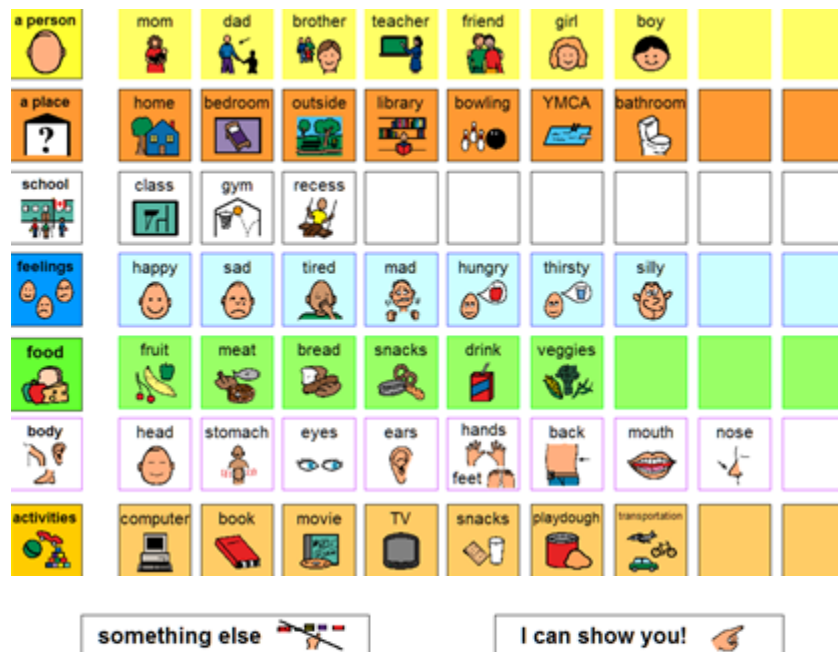 a person mom dad brother teacher friend girl boy
a place home bedroom outside library bowling YMCA bathroom
?
school class gym recess
feelings happy sad tired mad hungry thirsty silly
food fruit meat bread snacks drink veggies
body head stomach eyes ears hands back mouth nose
feet
activities computer book movie TV snacks playdough transportation
something else I can show you!